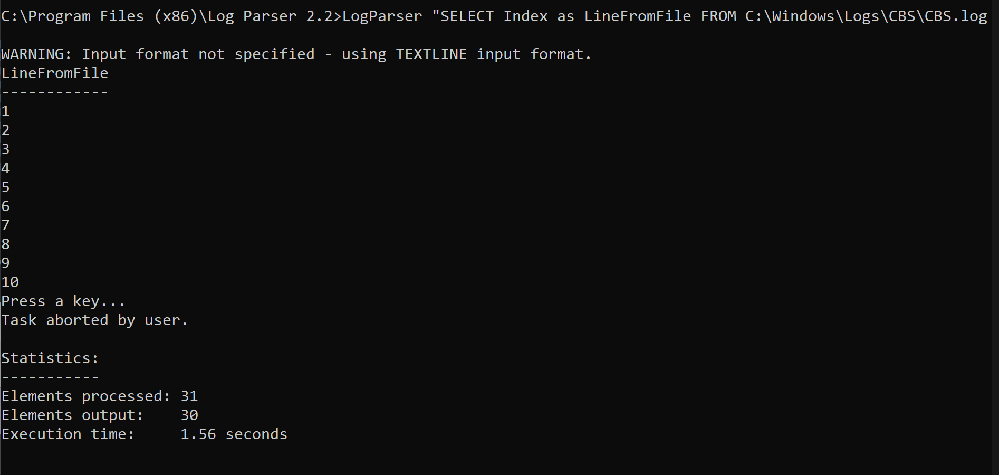 C:\Program Files (x86)\Log Parser 2.2>LogParser "SELECT Index as LineFromFile FROM C:\Windows\Logs\CBS\CBS.log
WARNING: Input format not specified - using TEXTLINE input format.
LineFromFile
------------
1
2
3
4
5
6
7
8
9
10
Press a key...
Task aborted by user.
Statistics:
-----------
Elements processed: 31
Elements output:    30
Execution time:     1.56 seconds